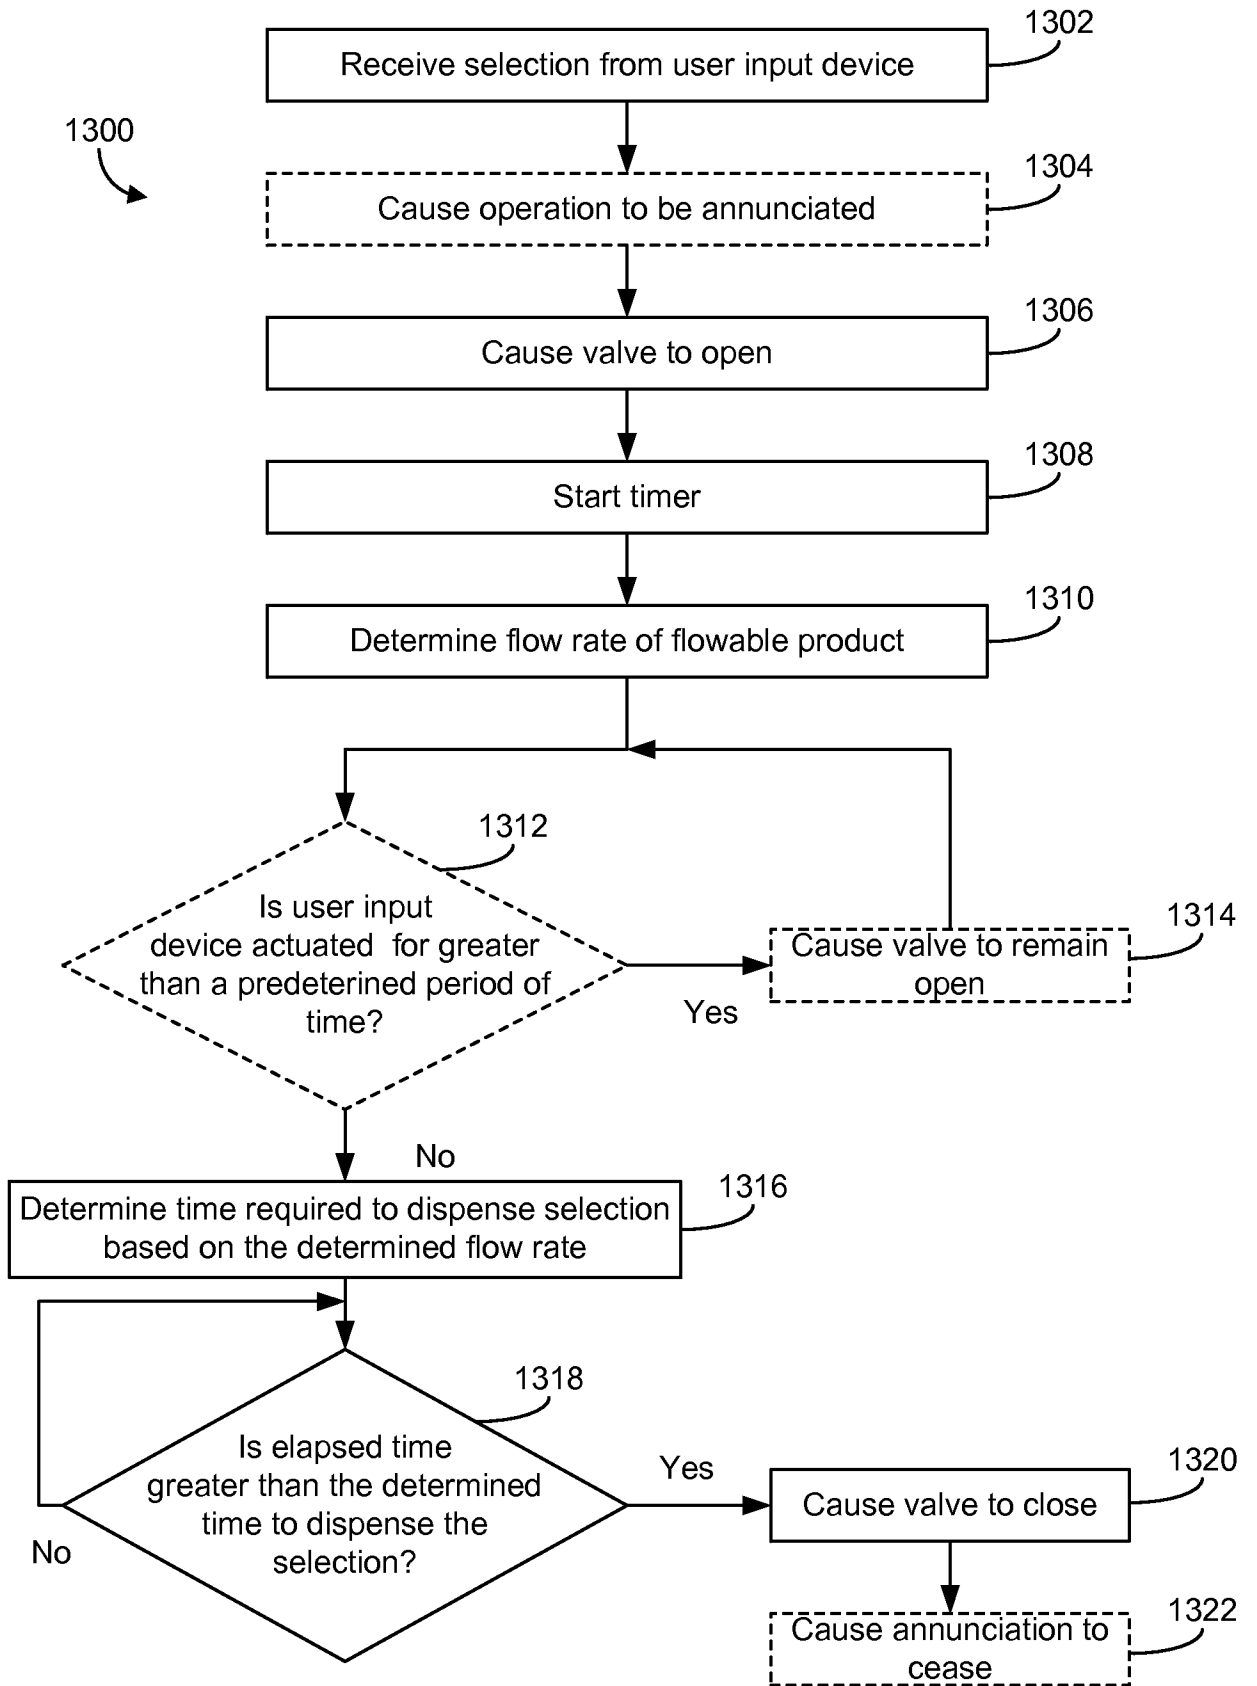 1302
Receive selection from user input device
1300
1304
Cause operation to be annunciated
1306
Cause valve to open
1308
Start timer
1310
Determine flow rate of flowable product
1312
Is user input
device actuated  for greater
than a predeterined period of
time?
Yes
1314
Cause valve to remain
open
No
1316
Determine time required to dispense selection
based on the determined flow rate
1318
Is elapsed time
greater than the determined
time to dispense the
selection?
No
Yes
1320
Cause valve to close
1322
Cause annunciation to
cease